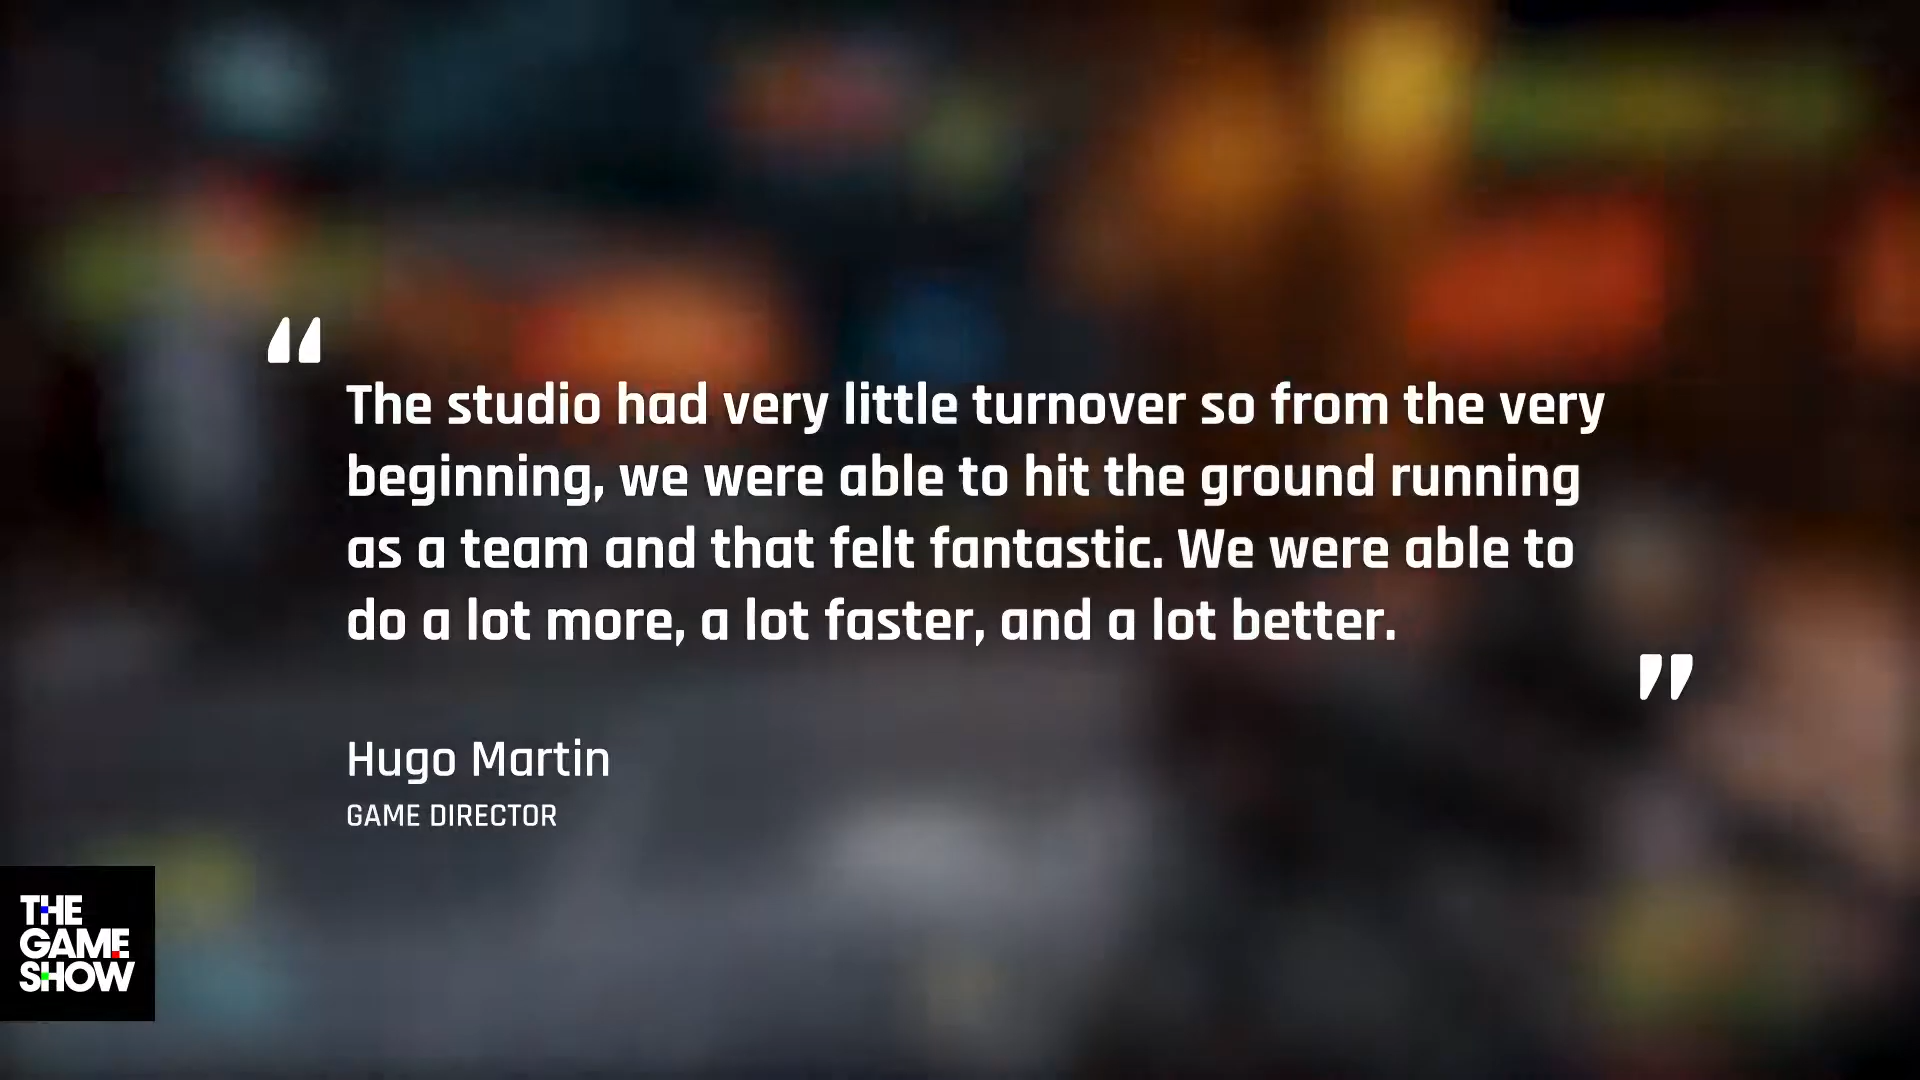 “
The studio had very little turnover so from the very
beginning, we were able to hit the ground running
as a team and that felt fantastic. We were able to
do a lot more, a lot faster, and a lot better.
”
Hugo Martin
GAME DIRECTOR
THE
GAME
SHOW